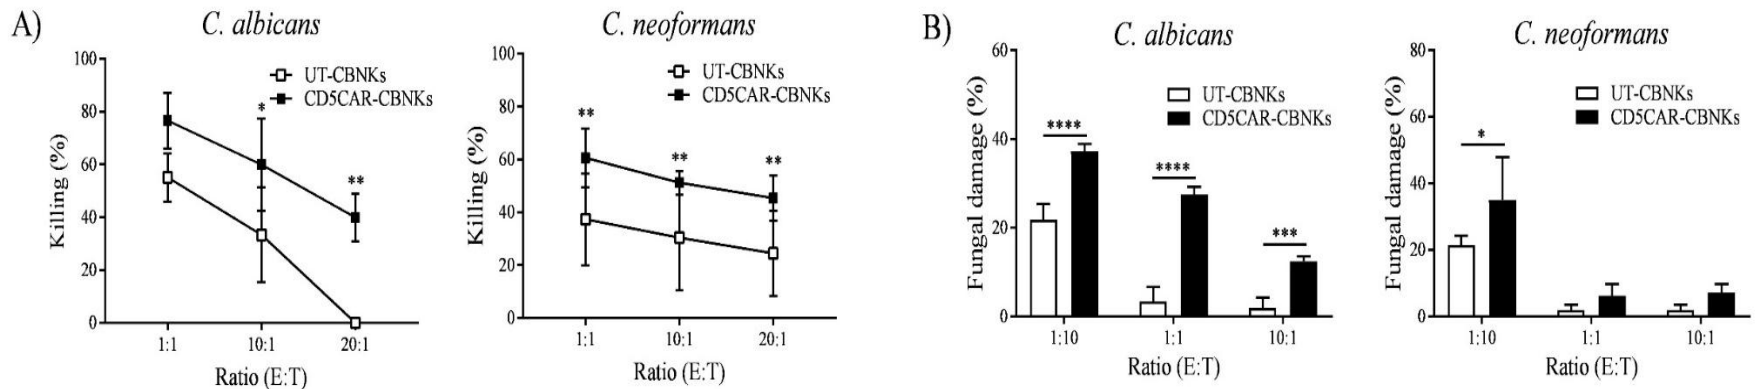 A)
C. albicans
Killing (%)
100
80
60
40
20
0
UT-CBNKs
CD5CAR-CBNKs
*
**
1:1
10:1
20:1
Ratio (E:T)
C. neoformans
Killing (%)
100
80
60
40
20
0
UT-CBNKs
CD5CAR-CBNKs
**
**
**
1:1
10:1
20:1
Ratio (E:T)
B)
C. albicans
Fungal damage (%)
60
40
20
0
UT-CBNKs
CD5CAR-CBNKs
****
****
***
1:10
1:1
10:1
Ratio (E:T)
C. neoformans
Fungal damage (%)
80
60
40
20
0
UT-CBNKs
CD5CAR-CBNKs
*
1:10
1:1
10:1
Ratio (E:T)